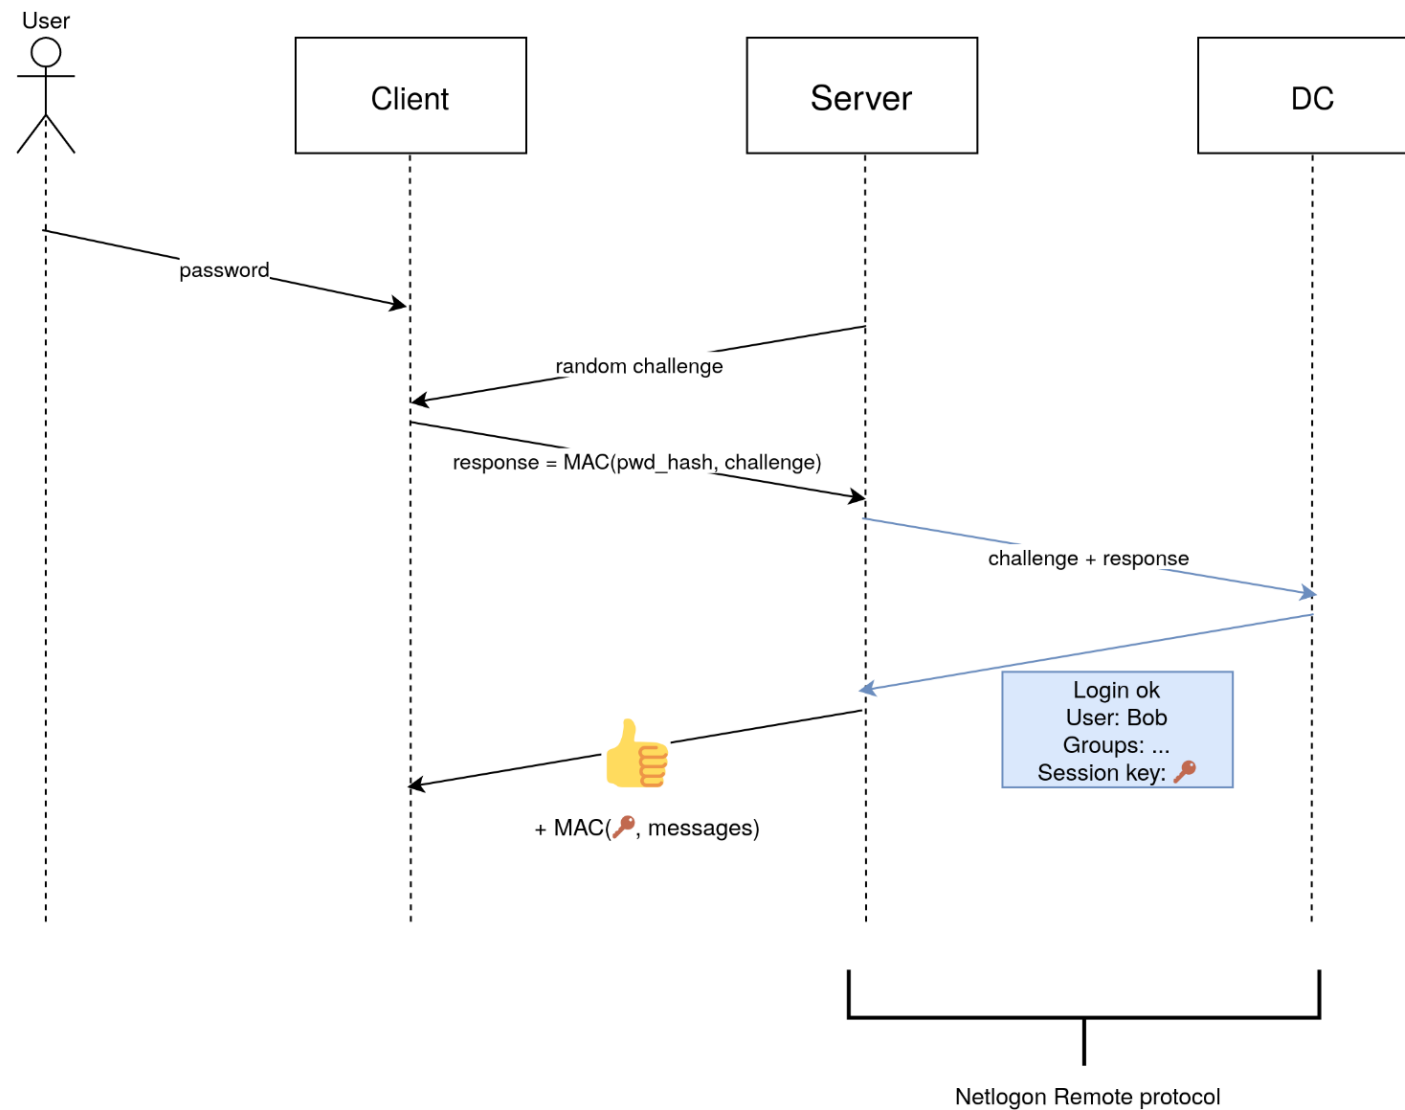 User
Client
Server
DC
password
random challenge
response = MAC(pwd_hash, challenge)
challenge + response
Login ok
User: Bob
Groups: ...
Session key: 🔑
+ MAC(🔑, messages)
Netlogon Remote protocol